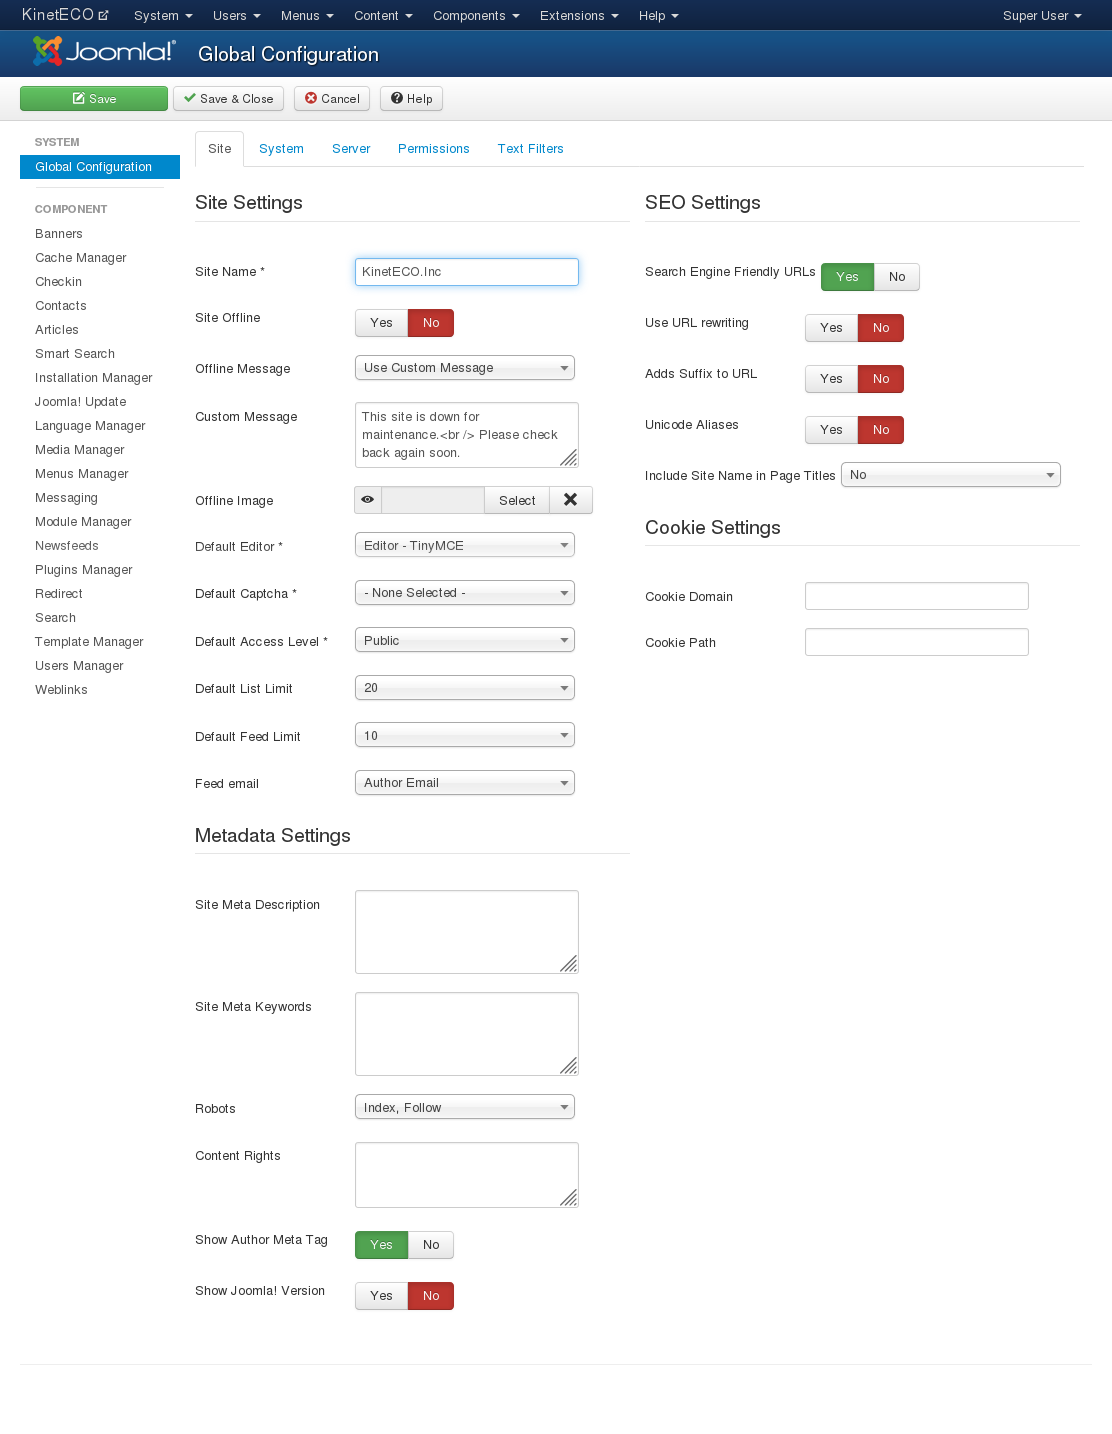 KinetECO System Users Menus Content Components Extensions Help Super User
Joomla!® Global Configuration
Save Save & Close Cancel Help
SYSTEM
Global Configuration
COMPONENT
Banners
Cache Manager
Checkin
Contacts
Articles
Smart Search
Installation Manager
Joomla! Update
Language Manager
Media Manager
Menus Manager
Messaging
Module Manager
Newsfeeds
Plugins Manager
Redirect
Search
Template Manager
Users Manager
Weblinks
Site System Server Permissions Text Filters
Site Settings
Site Name * KinetECO.Inc
Site Offline Yes No
Offline Message Use Custom Message
Custom Message This site is down for
maintenance.<br /> Please check
back again soon.
Offline Image Select
Default Editor * Editor - TinyMCE
Default Captcha * - None Selected -
Default Access Level * Public
Default List Limit 20
Default Feed Limit 10
Feed email Author Email
Metadata Settings
Site Meta Description
Site Meta Keywords
Robots Index, Follow
Content Rights
Show Author Meta Tag Yes No
Show Joomla! Version Yes No
SEO Settings
Search Engine Friendly URLs Yes No
Use URL rewriting Yes No
Adds Suffix to URL Yes No
Unicode Aliases Yes No
Include Site Name in Page Titles No
Cookie Settings
Cookie Domain
Cookie Path